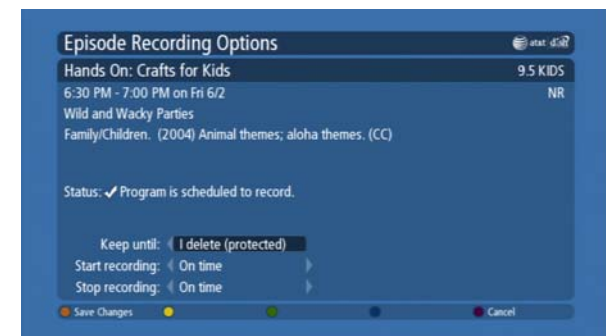 Episode Recording Options at&t dish
Hands On: Crafts for Kids 9.5 KIDS
6:30 PM - 7:00 PM on Fri 6/2 NR
Wild and Wacky Parties
Family/Children. (2004) Animal themes; aloha themes. (CC)
Status: ✓ Program is scheduled to record.
Keep until: I delete (protected)
Start recording: On time
Stop recording: On time
Save Changes Cancel